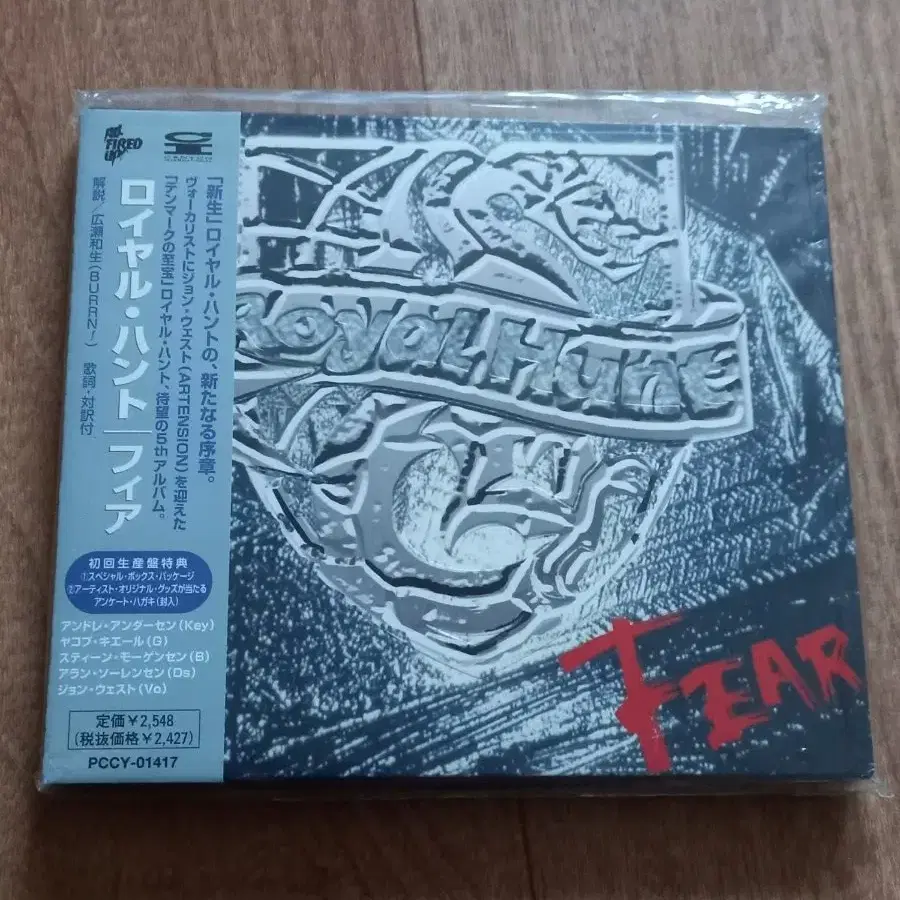 RE.
FIRED
UP
ロイヤル・ハント|フィア
解説／広瀬和生(BURRN!) 歌詞・対訳付
「新生」ロイヤル・ハントの、新たなる序章。
ヴォーカリストにジョン・ウェスト(ARTENSION)を迎えた
「デンマークの至宝」ロイヤル・ハント、待望の5thアルバム。
初回生産盤特典
①スペシャル・ボックス・パッケージ
②アーティスト・オリジナル・グッズが当たる
アンケート・ハガキ(封入)
アンドレ・アンダーセン(Key)
ヤコブ・キエール(G)
スティーン・モーゲンセン(B)
アラン・ソーレンセン(Ds)
ジョン・ウェスト(Vo)
定価¥2,548
(税抜価格¥2,427)
PCCY-01417
Royal Hunt
FEAR